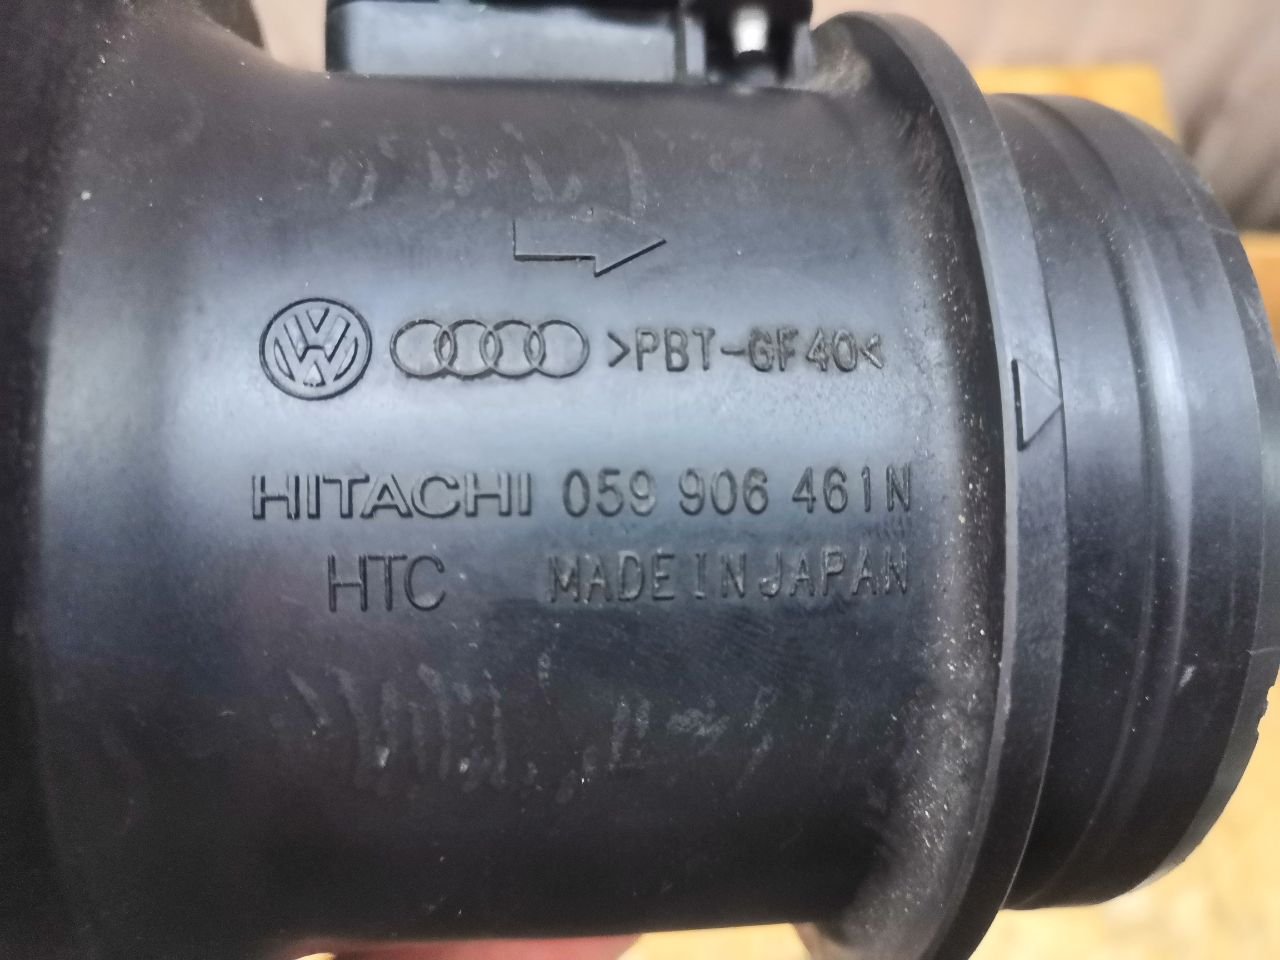 >PBT-GF40<
HITACHI 059 906 461N
HTC MADE IN JAPAN